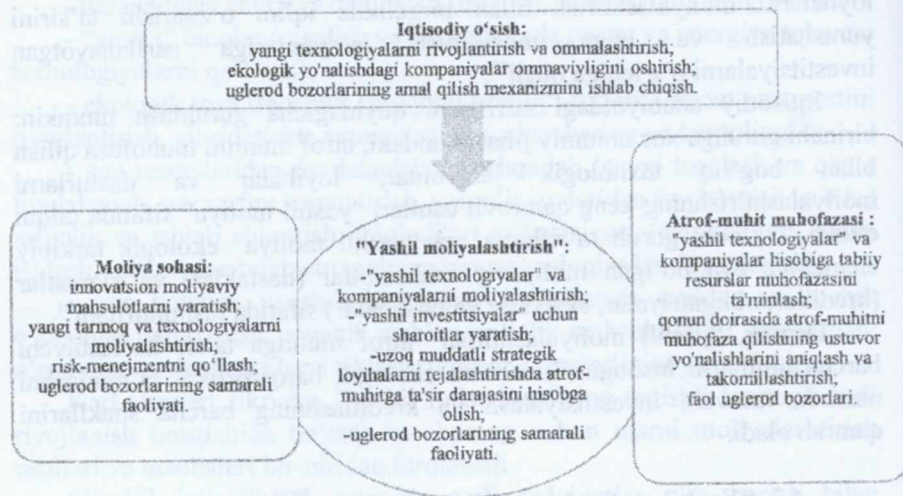 Iqtisodiy o'sish:
yangi texnologiyalarni rivojlantirish va ommalashtirish;
ekologik yo'nalishdagi kompaniyalar ommaviyligini oshirish;
uglerod bozorlarining amal qilish mexanizmini ishlab chiqish.
Moliya sohasi:
innovatsion moliyaviy
mahsulotlar yaratish;
yangi tarmoq va texnologiyalarni
moliyalashtirish;
risk-menejmentni qo'llash;
uglerod bozorlarining samarali
faoliyati.
"Yashil moliyalashtirish":
-"yashil texnologiyalar" va
kompaniyalarni moliyalashtirish;
-"yashil investitsiyalar" uchun
sharoitlar yaratish;
-uzoq muddatli strategik
loyihalarni rejalashtirishda atrof-
muhitga ta'sir darajasini hisobga
olish;
-uglerod bozorlarining samarali
faoliyati.
Atrof-muhit muhofazasi :
"yashil texnologiyalar" va
kompaniyalar hisobiga tabiiy
resurslar muhofazasini
ta'minlash;
soha doirasida atrof-muhitni
muhofaza qilishning ustuvor
yo'nalishlarini aniqlash va
takomillashtirish;
faol uglerod bozorlari.